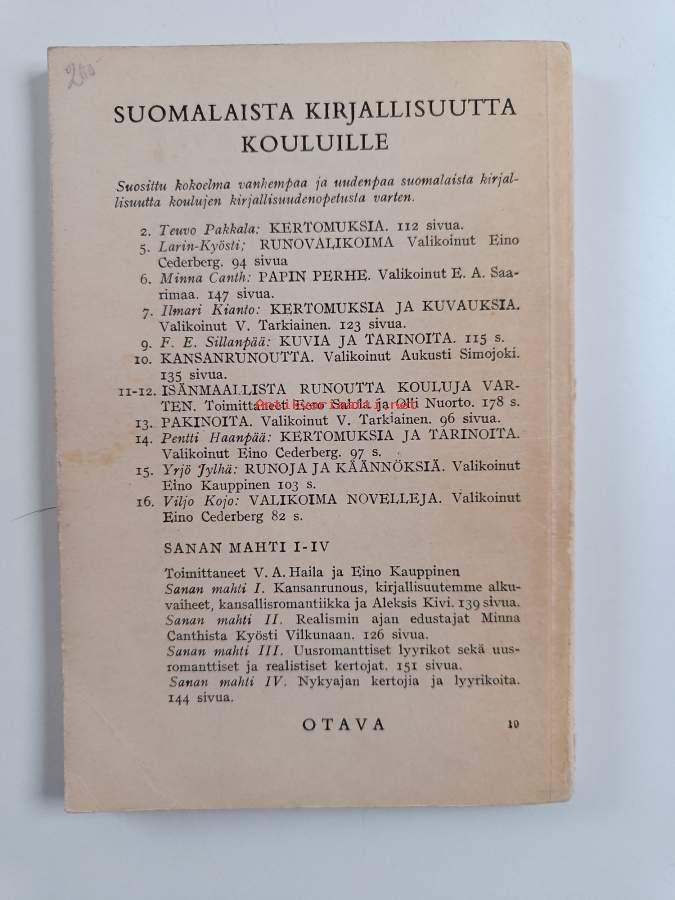 SUOMALAISTA KIRJALLISUUTTA
KOULUILLE
Suosittu kokoelma vanhempaa ja uudenpaa suomalaista kirjal-
lisuutta koulujen kirjallisuudenopetusta varten.
2. Teuvo Pakkala: KERTOMUKSIA. 112 sivua.
5. Larin-Kyösti; RUNOVALIKOIMA Valikoinut Eino
Cederberg. 94 sivua
6. Minna Canth: PAPIN PERHE. Valikoinut E. A. Saa-
rimaa. 147 sivua.
7. Ilmari Kianto: KERTOMUKSIA JA KUVAUKSIA.
Valikoinut V. Tarkiainen. 123 sivua.
9. F. E. Sillanpää: KUVIA JA TARINOITA. 115 s.
10. KANSANRUNOUTTA. Valikoinut Aukusti Simojoki.
135 sivua.
11-12. ISÄNMAALLISTA RUNOUTTA KOULUJA VAR-
TEN. Toimittaneet Eero Salola ja Olli Nuorto. 178 s.
13. PAKINOITA. Valikoinut V. Tarkiainen. 96 sivua.
14. Pentti Haanpää: KERTOMUKSIA JA TARINOITA.
Valikoinut Eino Cederberg. 97 s.
15. Yrjö Jylhä: RUNOJA JA KÄÄNNÖKSIÄ. Valikoinut
Eino Kauppinen 103 s.
16. Viljo Kojo: VALIKOIMA NOVELLEJA. Valikoinut
Eino Cederberg 82 s.
SANAN MAHTI I-IV
Toimittaneet V. A. Haila ja Eino Kauppinen
Sanan mahti I. Kansanrunous, kirjallisuutemme alku-
vaiheet, kansallisromantiikka ja Aleksis Kivi. 139 sivua.
Sanan mahti II. Realismin ajan edustajat Minna
Canthista Kyösti Vilkunaan. 126 sivua.
Sanan mahti III. Uusromanttiset lyyrikot sekä uus-
romanttiset ja realistiset kertojat. 151 sivua.
Sanan mahti IV. Nykyajan kertojia ja lyyrikoita.
144 sivua.
OTAVA 10